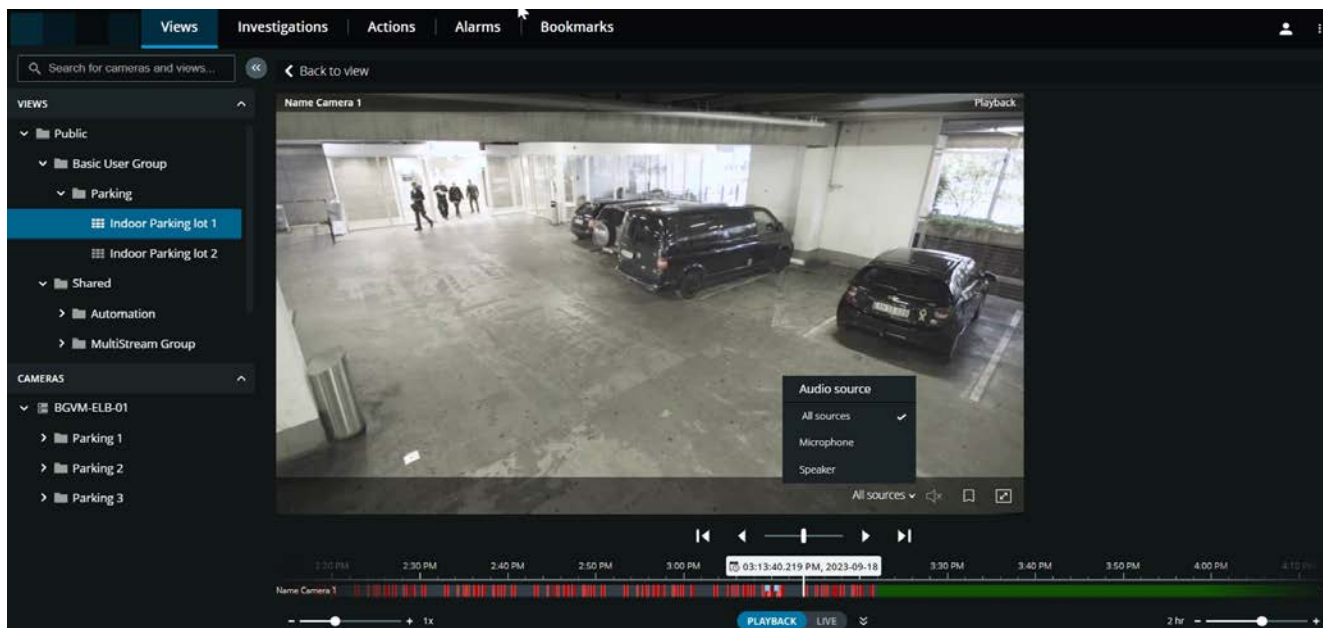 Views Investigations Actions Alarms Bookmarks
Search for cameras and views...
Back to view
VIEWS
Public
Basic User Group
Parking
Indoor Parking lot 1
Indoor Parking lot 2
Shared
Automation
MultiStream Group
CAMERAS
BGVM-ELB-01
Parking 1
Parking 2
Parking 3
Name Camera 1 Playback
Audio source
All sources
Microphone
Speaker
All sources
2:30 PM 2:40 PM 2:50 PM 3:00 PM 03:13:40.219 PM, 2023-09-18 3:30 PM 3:40 PM 3:50 PM 4:00 PM 4:10
Name Camera 1
1x PLAYBACK LIVE 2 hr